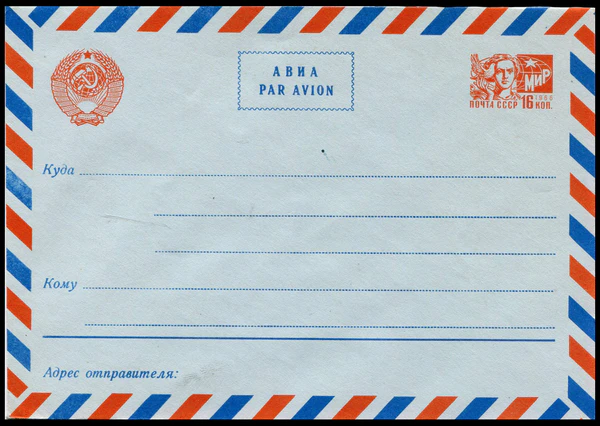 АВИА
PAR AVION
МИР
ПОЧТА СССР 16 1966 КОП.
Куда
Кому
Адрес отправителя: